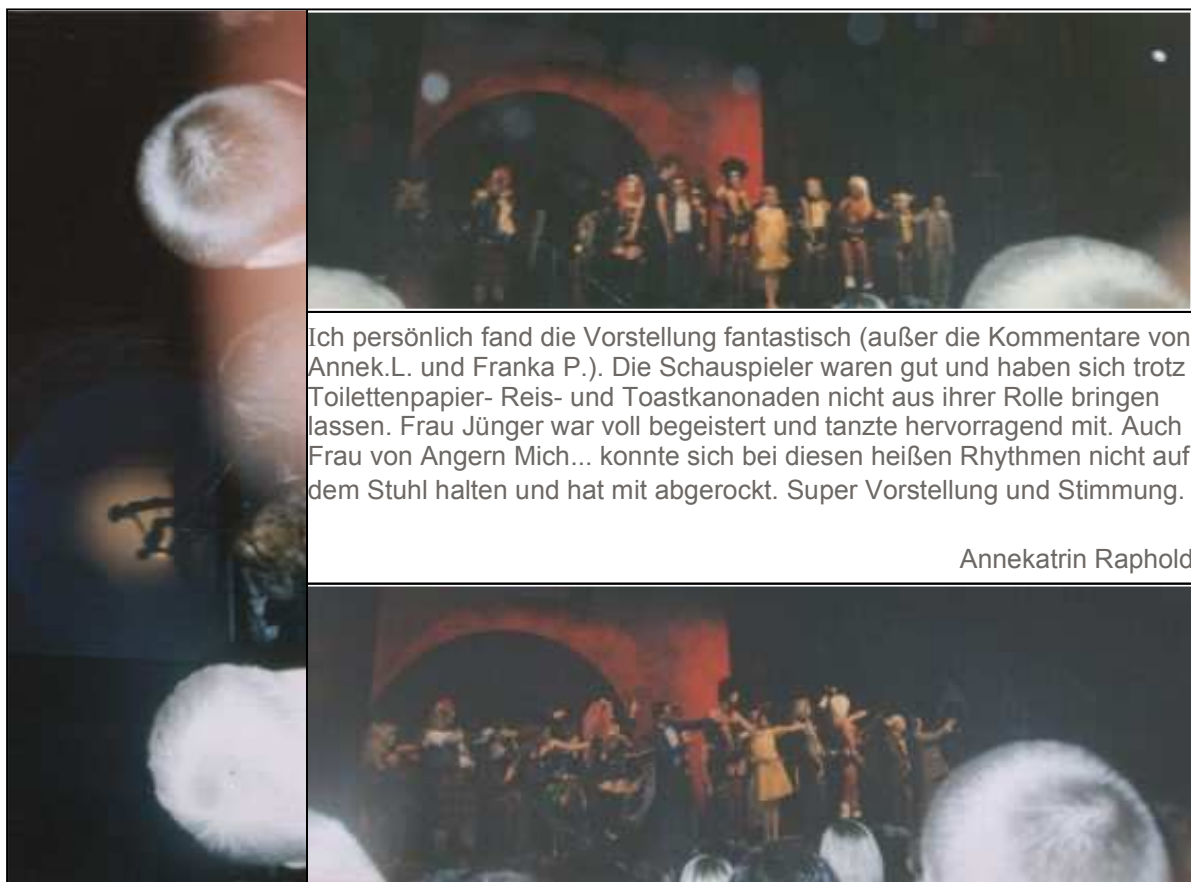 Ich persönlich fand die Vorstellung fantastisch (außer die Kommentare von
Annek.L. und Franka P.). Die Schauspieler waren gut und haben sich trotz
Toilettenpapier- Reis- und Toastkanonaden nicht aus ihrer Rolle bringen
lassen. Frau Jünger war voll begeistert und tanzte hervorragend mit. Auch
Frau von Angern Mich... konnte sich bei diesen heißen Rhythmen nicht auf
dem Stuhl halten und hat mit abgerockt. Super Vorstellung und Stimmung.
Annekatrin Raphold